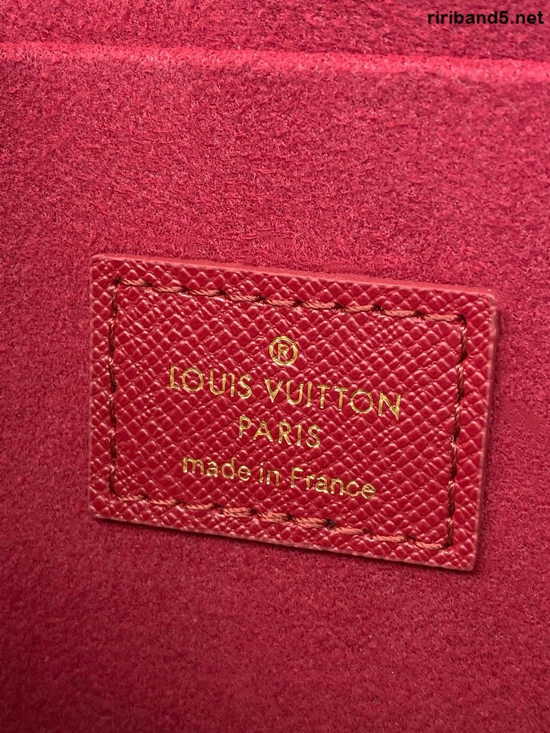 ririband5.net
®
LOUIS VUITTON
PARIS
made in France